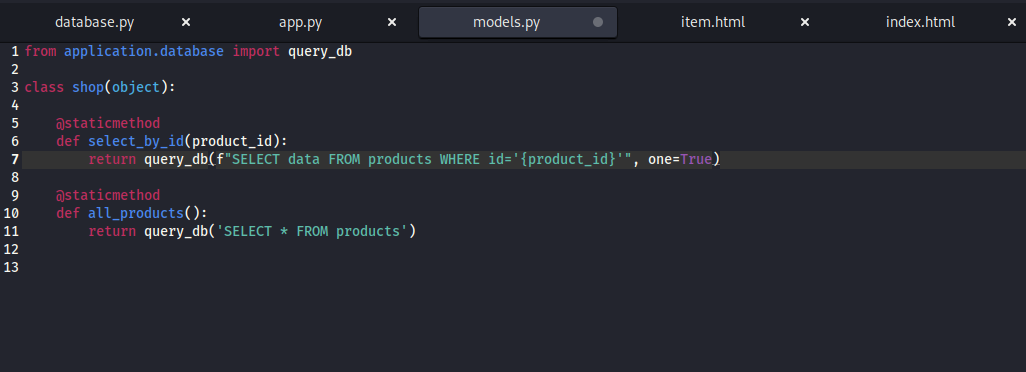 database.py × app.py × models.py item.html × index.html ×
1 from application.database import query_db
2
3 class shop(object):
4
5     @staticmethod
6     def select_by_id(product_id):
7         return query_db(f"SELECT data FROM products WHERE id='{product_id}'", one=True)
8
9     @staticmethod
10     def all_products():
11         return query_db('SELECT * FROM products')
12
13